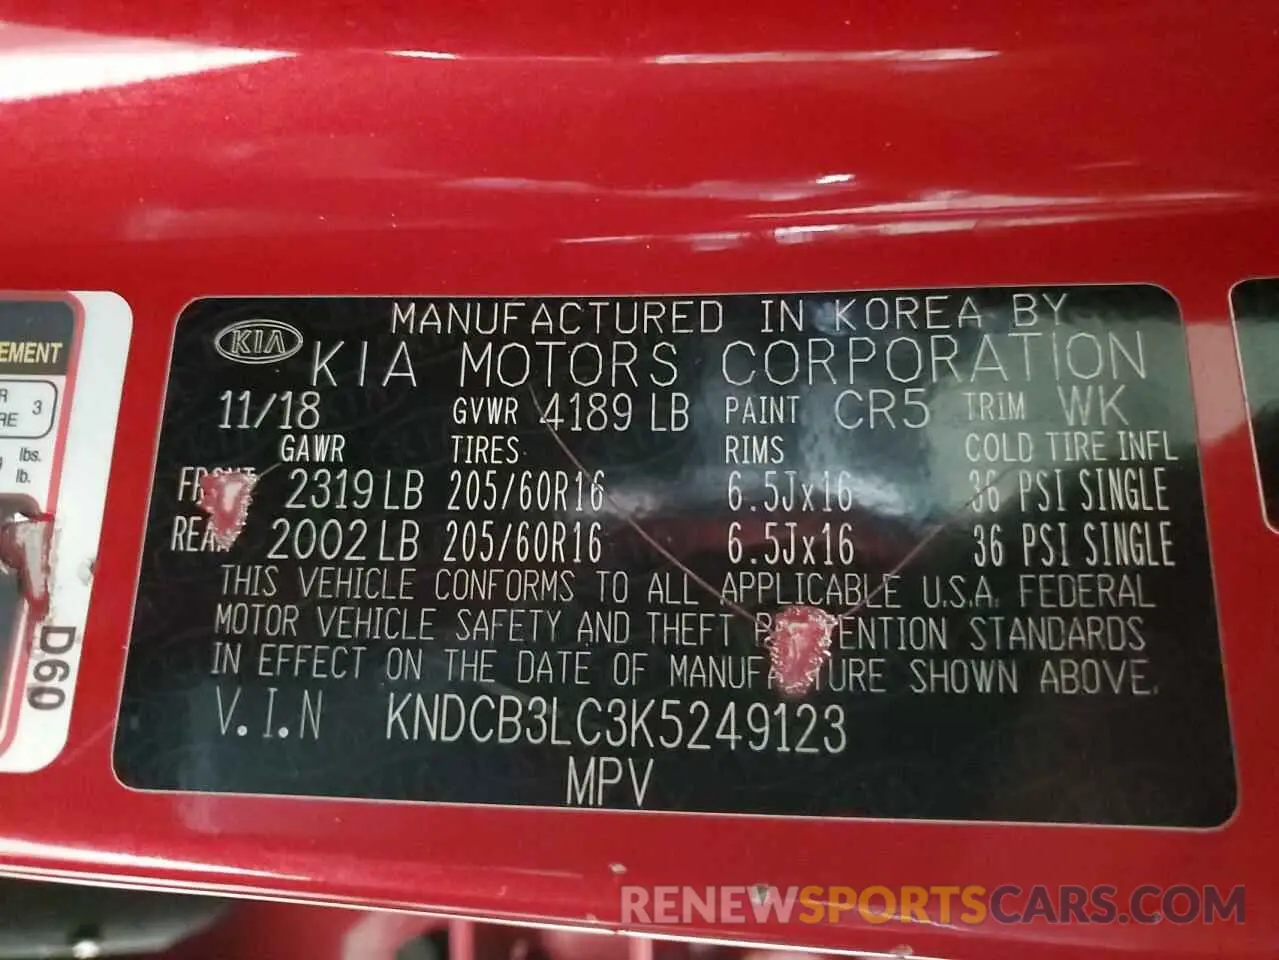 MANUFACTURED IN KOREA BY
KIA KIA MOTORS CORPORATION
11/18 GVWR 4189 LB PAINT CR5 TRIM WK
GAWR TIRES RIMS COLD TIRE INFL
2319 LB 205/60R16 6.5Jx16 36 PSI SINGLE
2002 LB 205/60R16 6.5Jx16 36 PSI SINGLE
THIS VEHICLE CONFORMS TO ALL APPLICABLE U.S.A. FEDERAL
MOTOR VEHICLE SAFETY AND THEFT STANDARDS
IN EFFECT ON THE DATE OF SHOWN ABOVE.
V.I.N KNDCB3LC3K5249123
MPV
EMENT
3
lbs.
lb.
D60
RENEWSPORTSCARS.COM